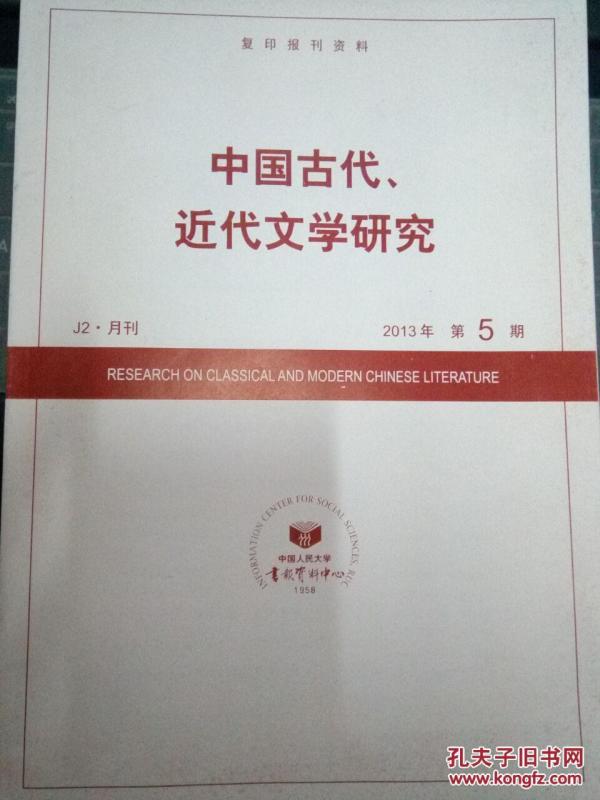 复印报刊资料
中国古代、
近代文学研究
J2·月刊
2013年 第5期
RESEARCH ON CLASSICAL AND MODERN CHINESE LITERATURE
INFORMATION CENTER FOR SOCIAL SCIENCES, RUC
中国人民大学
书报资料中心
1958
孔夫子旧书网
www.kongfz.com